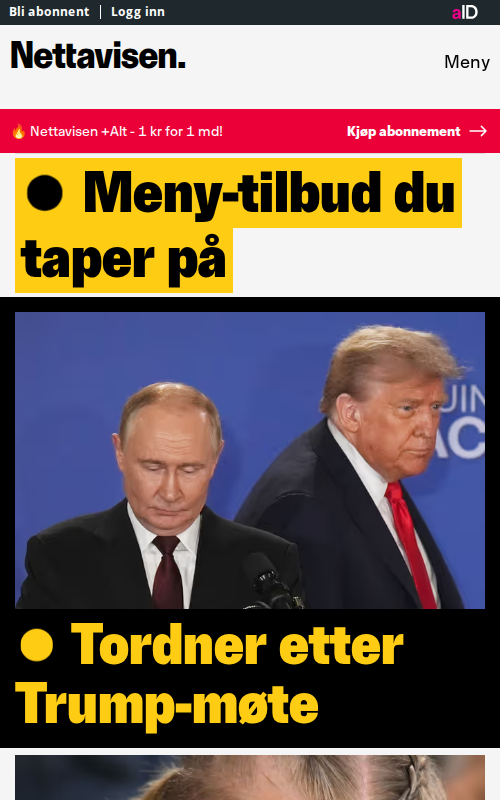 Bli abonnent | Logg inn
aID
Nettavisen.
Meny
🔥 Nettavisen +Alt - 1 kr for 1 md!
Kjøp abonnement →
Meny-tilbud du
taper på
UIN
AC
Tordner etter
Trump-møte